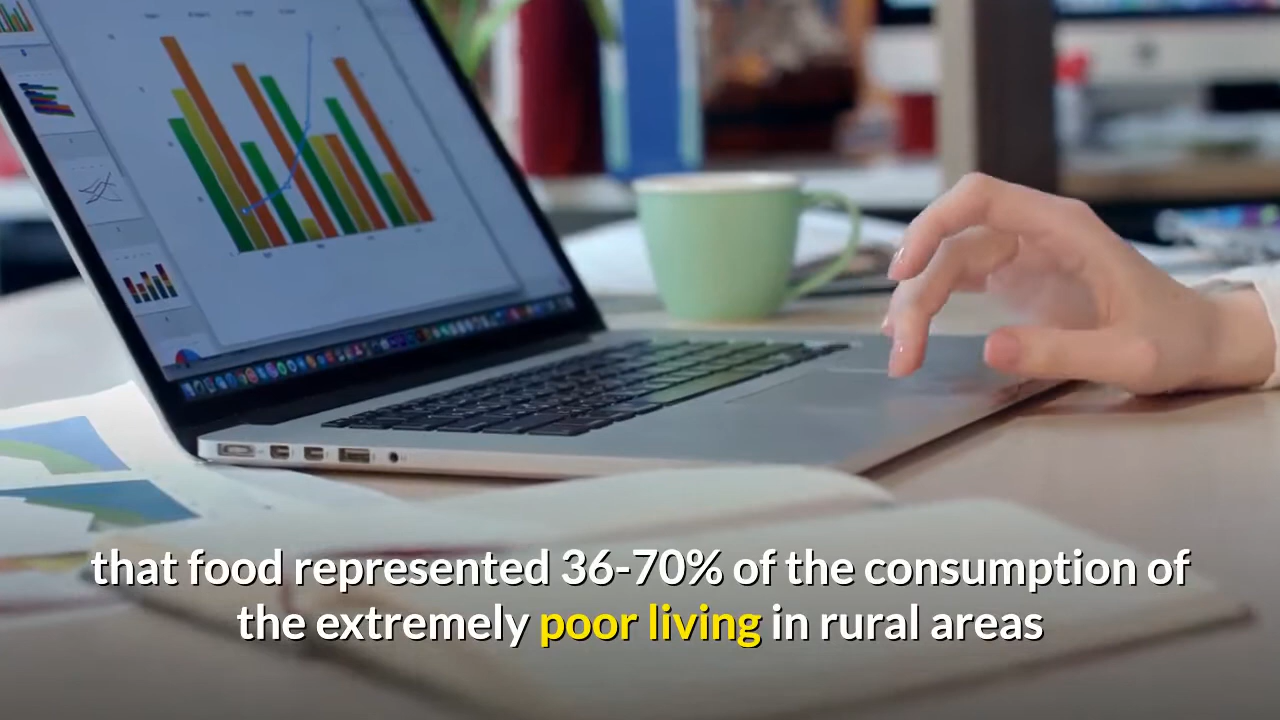 that food represented 36-70% of the consumption of
the extremely poor living in rural areas